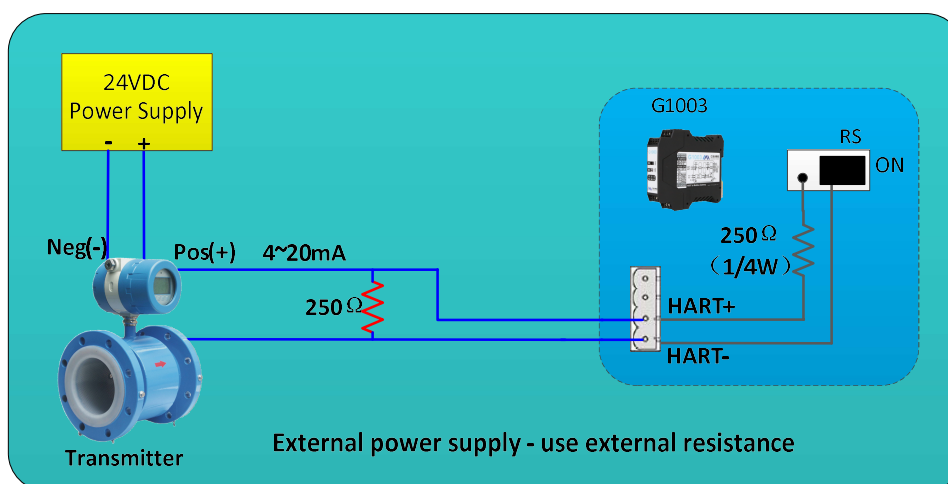 24VDC
Power Supply
- +
G1003
RS
ON
Neg(-)
Pos(+)
4~20mA
250Ω
250Ω
（1/4W）
HART+
HART-
Transmitter
External power supply - use external resistance